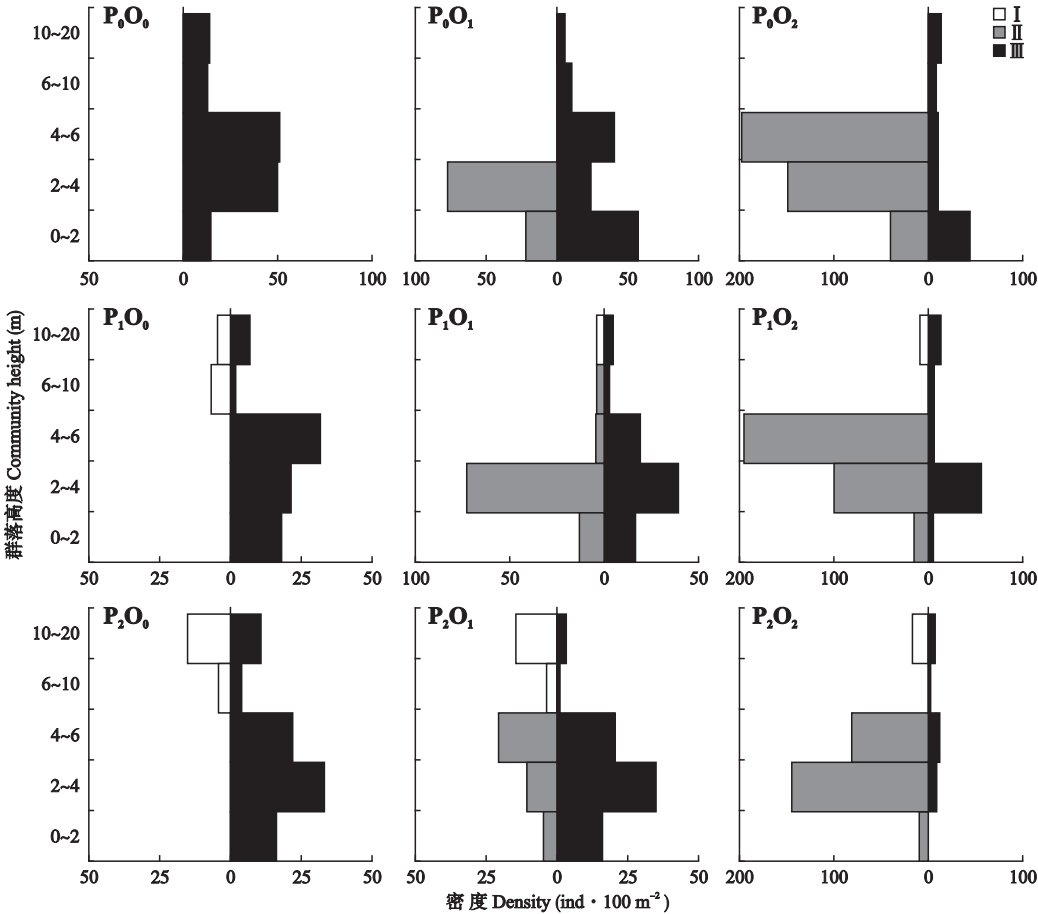 P₀O₀
P₀O₁
P₀O₂
I
II
III
10~20
6~10
4~6
2~4
0~2
50 0 50 100
100 50 0 50 100
200 100 0 100
P₁O₀
P₁O₁
P₁O₂
10~20
6~10
4~6
2~4
0~2
50 25 0 25 50
100 50 0 50
200 100 0 100
P₂O₀
P₂O₁
P₂O₂
10~20
6~10
4~6
2~4
0~2
50 25 0 25 50
50 25 0 25 50
200 100 0 100
群落高度 Community height (m)
密 度 Density (ind · 100 m⁻²)